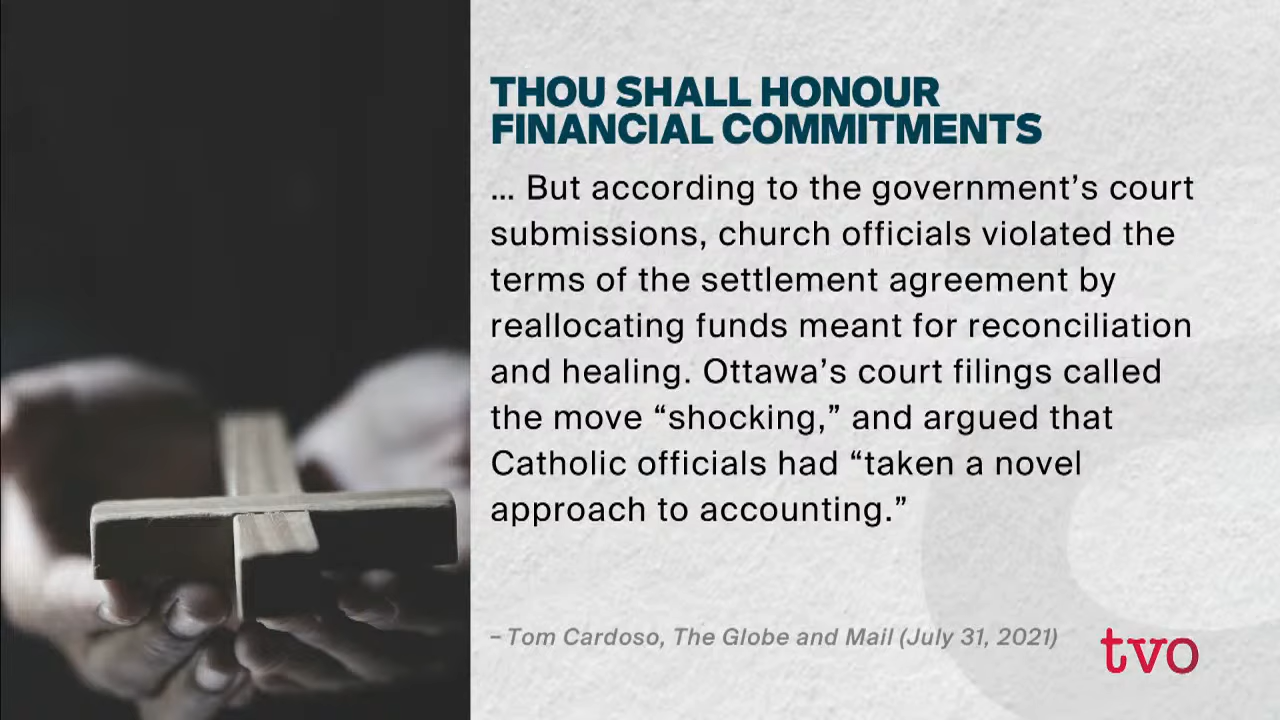 THOU SHALL HONOUR
FINANCIAL COMMITMENTS
... But according to the government’s court
submissions, church officials violated the
terms of the settlement agreement by
reallocating funds meant for reconciliation
and healing. Ottawa’s court filings called
the move “shocking,” and argued that
Catholic officials had “taken a novel
approach to accounting.”
– Tom Cardoso, The Globe and Mail (July 31, 2021)
tvo